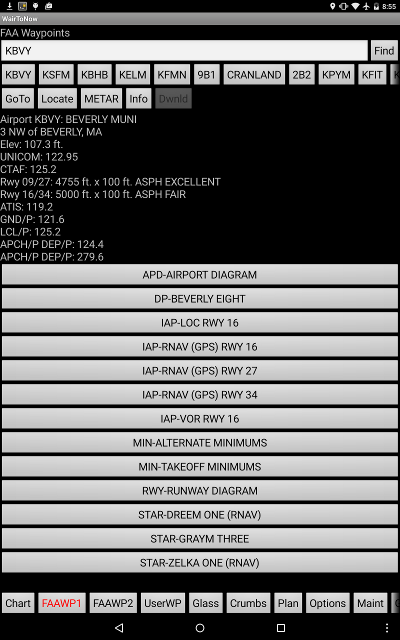 8:55
WairToNow
FAA Waypoints
KBVY Find
KBVY KSFM KBHB KELM KFMN 9B1 CRANLAND 2B2 KPYM KFIT
GoTo Locate METAR Info Dwnld
Airport KBVY: BEVERLY MUNI
3 NW of BEVERLY, MA
Elev: 107.3 ft.
UNICOM: 122.95
CTAF: 125.2
Rwy 09/27: 4755 ft. x 100 ft. ASPH EXCELLENT
Rwy 16/34: 5000 ft. x 100 ft. ASPH FAIR
ATIS: 119.2
GND/P: 121.6
LCL/P: 125.2
APCH/P DEP/P: 124.4
APCH/P DEP/P: 279.6
APD-AIRPORT DIAGRAM
DP-BEVERLY EIGHT
IAP-LOC RWY 16
IAP-RNAV (GPS) RWY 16
IAP-RNAV (GPS) RWY 27
IAP-RNAV (GPS) RWY 34
IAP-VOR RWY 16
MIN-ALTERNATE MINIMUMS
MIN-TAKEOFF MINIMUMS
RWY-RUNWAY DIAGRAM
STAR-DREEM ONE (RNAV)
STAR-GRAYM THREE
STAR-ZELKA ONE (RNAV)
Chart FAAWP1 FAAWP2 UserWP Glass Crumbs Plan Options Maint